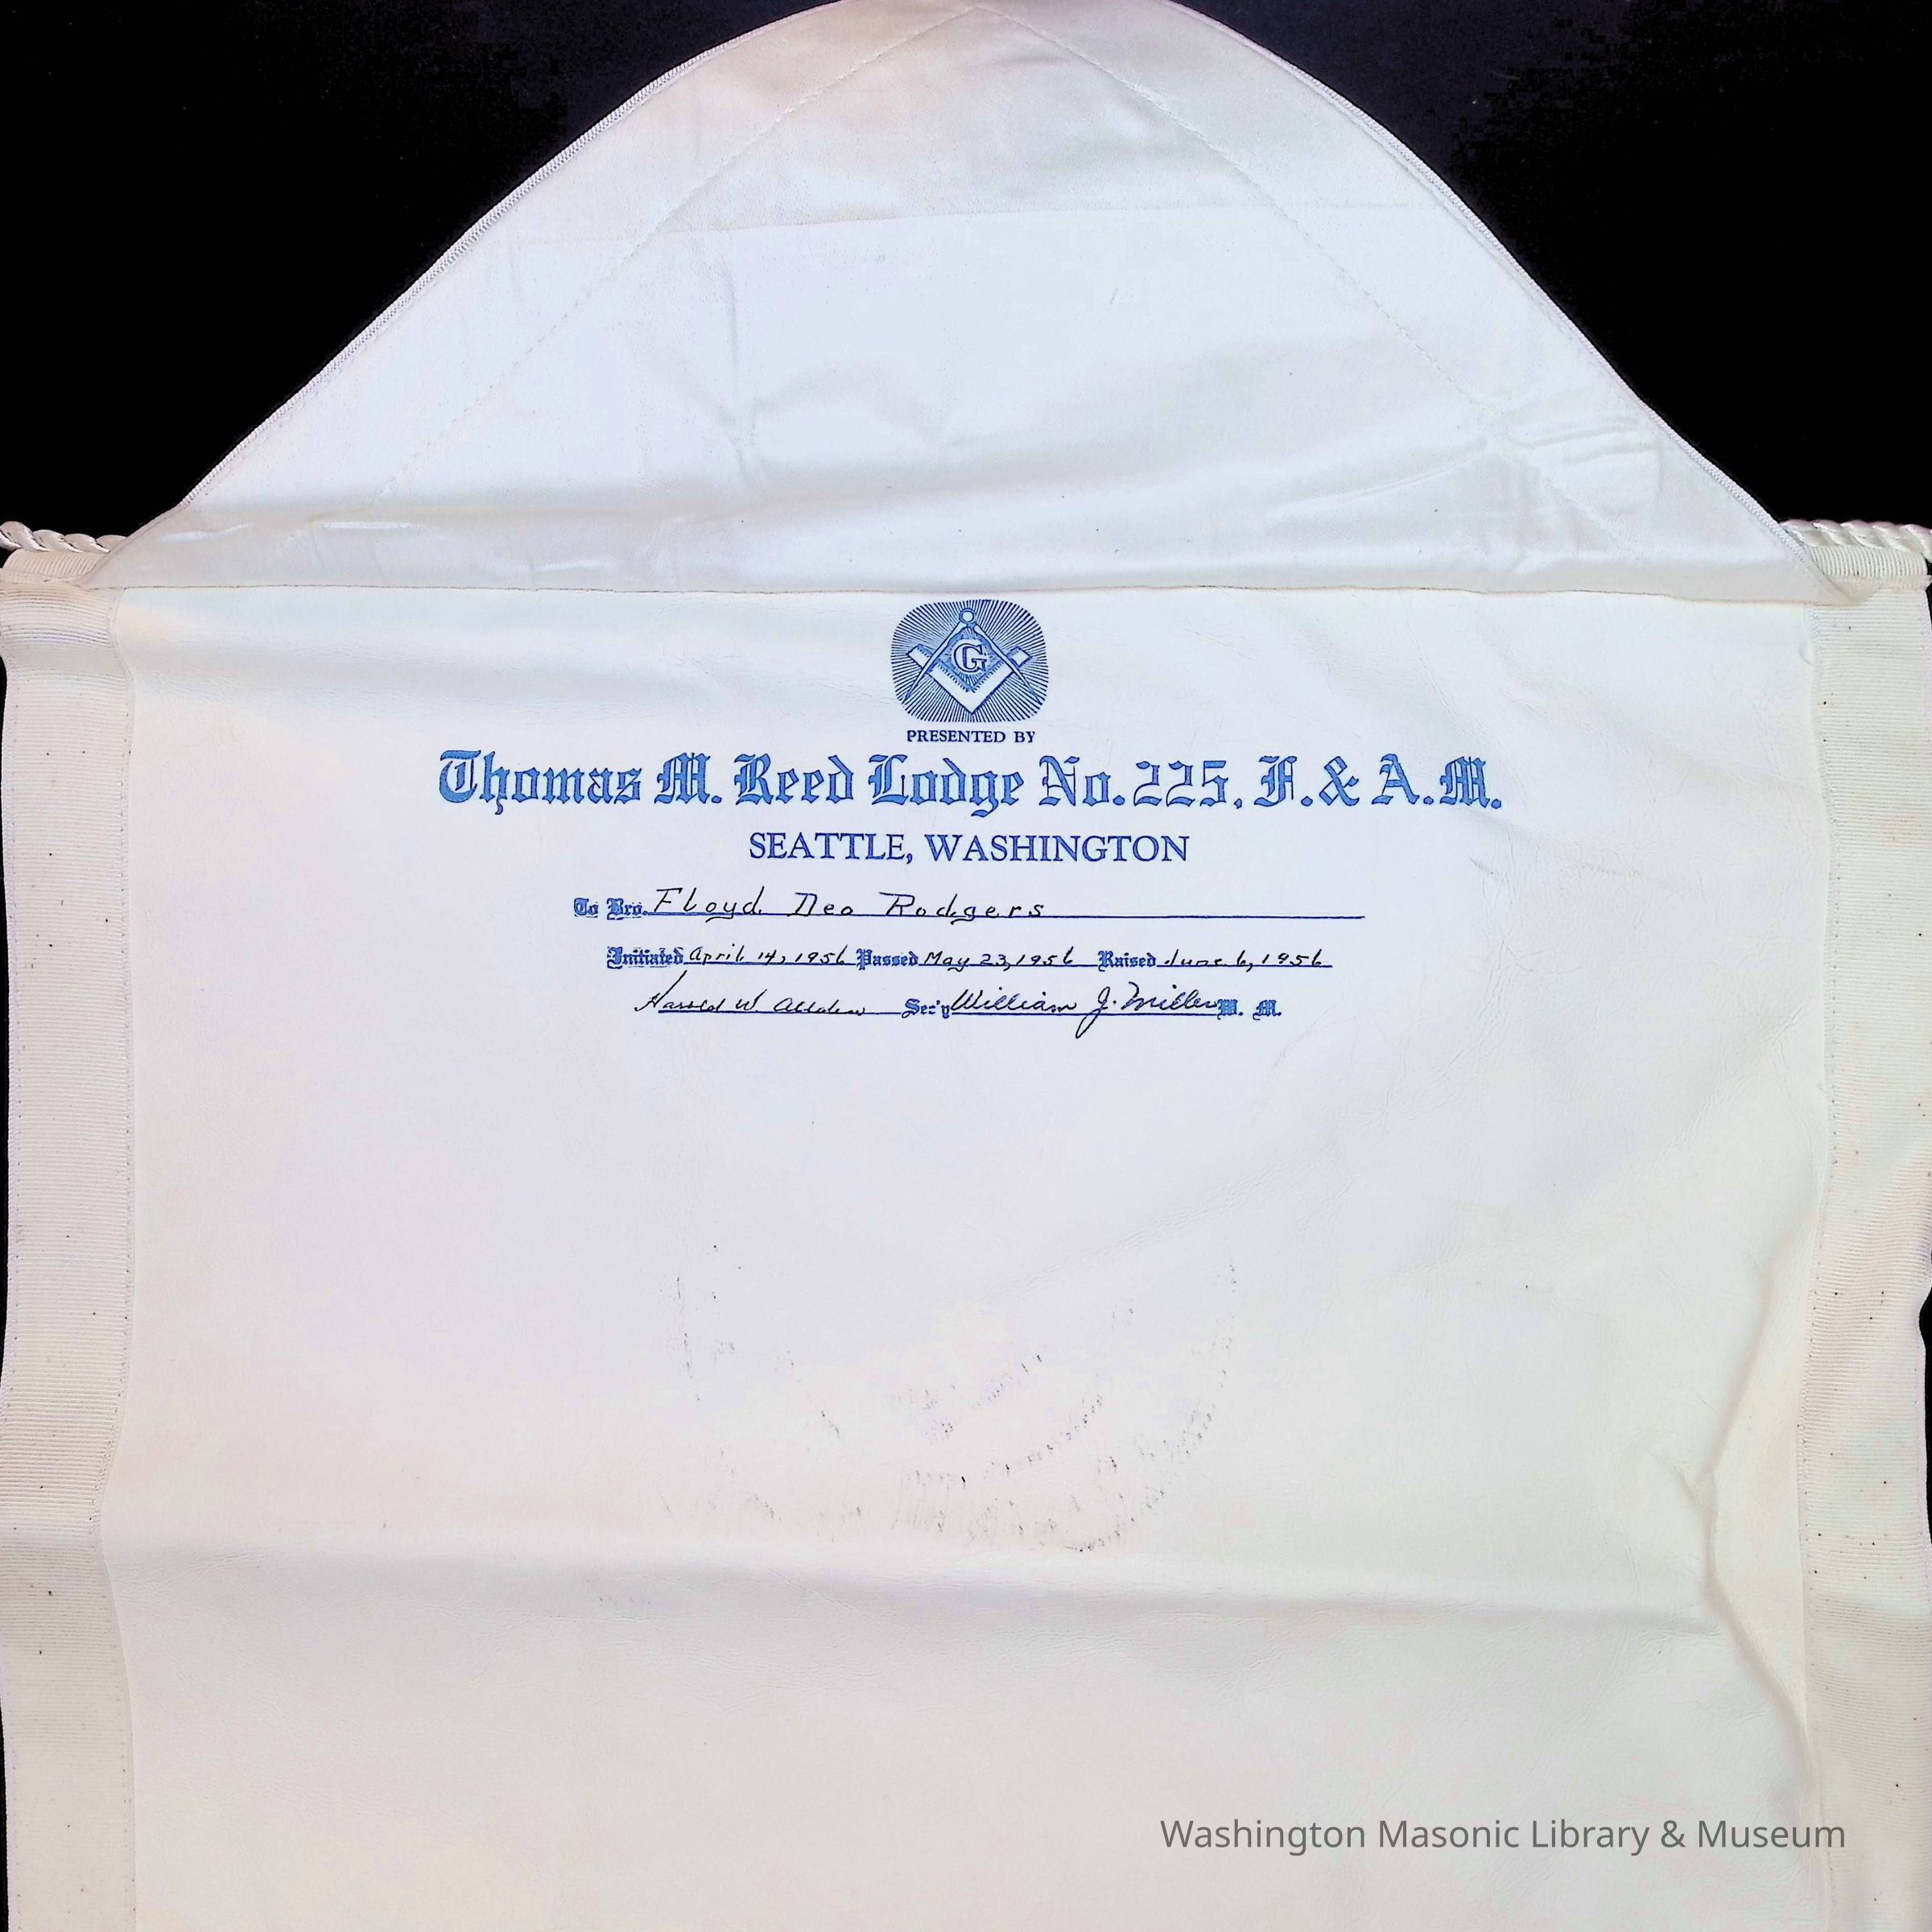 G
PRESENTED BY
Thomas M. Reed Lodge No. 225, F. & A. M.
SEATTLE, WASHINGTON
To Bro. Floyd Deo Rodgers
Initiated April 14, 1956 Passed May 23, 1956 Raised June 6, 1956
Harold W. Sec'y William J. Miller W. M.
Washington Masonic Library & Museum